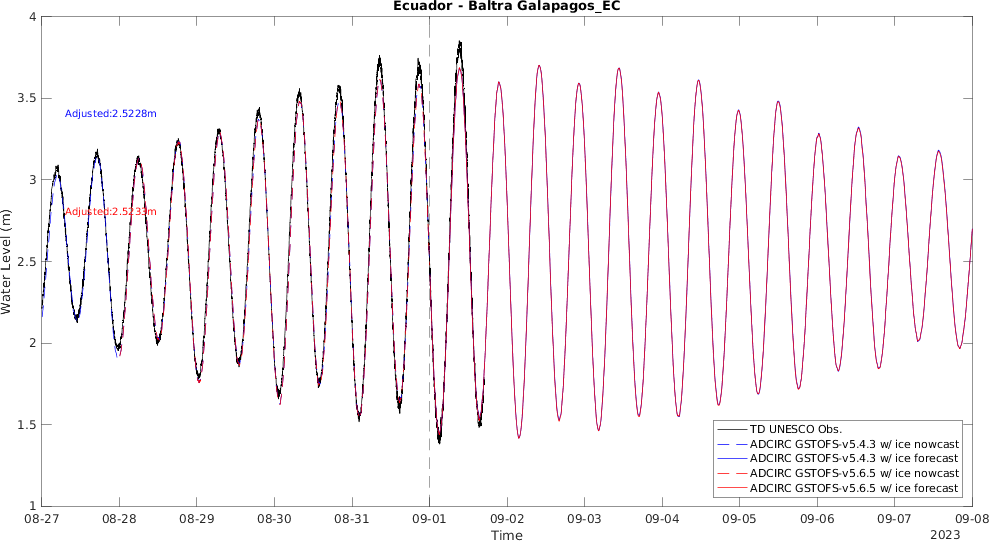 Ecuador - Baltra Galapagos_EC
4
3.5
3
2.5
2
1.5
1
Water Level (m)
Adjusted:2.5228m
Adjusted:2.5233m
TD UNESCO Obs.
ADCIRC GSTOFS-v5.4.3 w/ ice nowcast
ADCIRC GSTOFS-v5.4.3 w/ ice forecast
ADCIRC GSTOFS-v5.6.5 w/ ice nowcast
ADCIRC GSTOFS-v5.6.5 w/ ice forecast
08-27 08-28 08-29 08-30 08-31 09-01 09-02 09-03 09-04 09-05 09-06 09-07 09-08
Time
2023